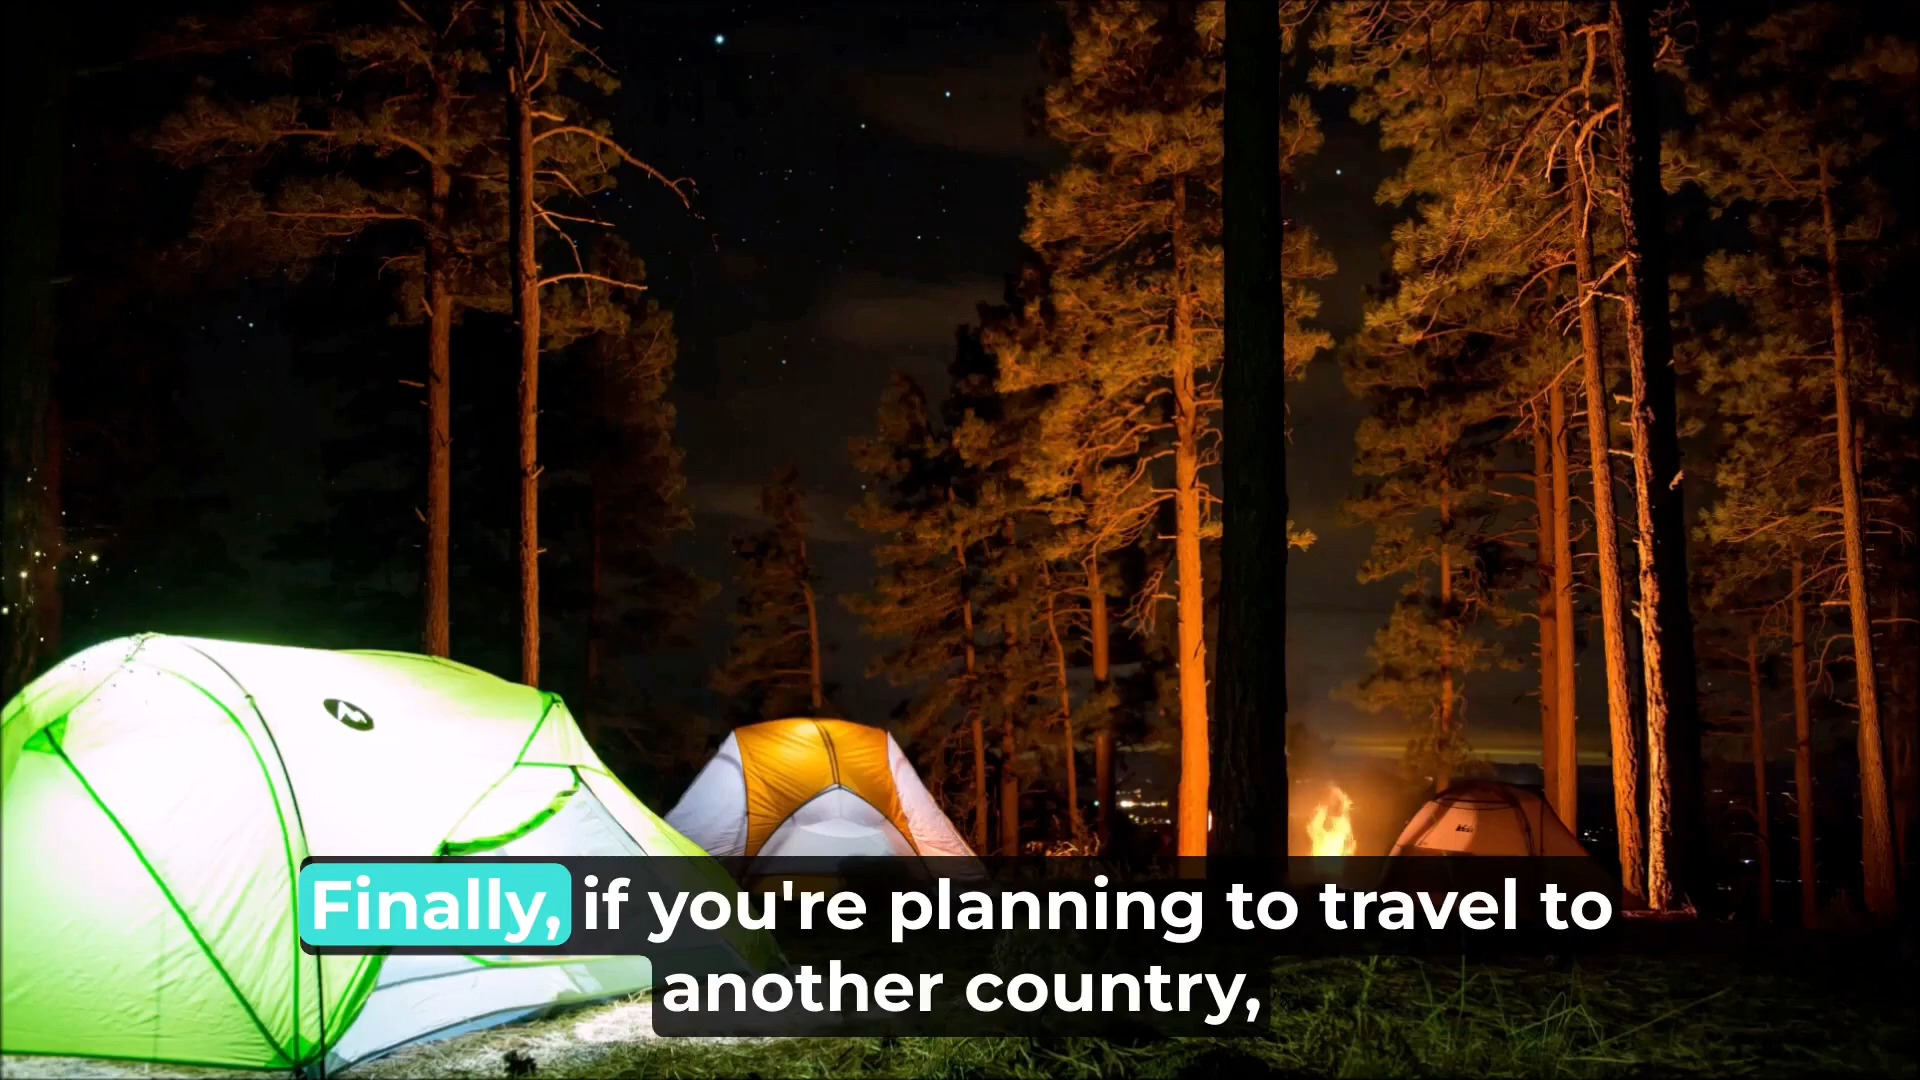 Finally, if you're planning to travel to
another country,